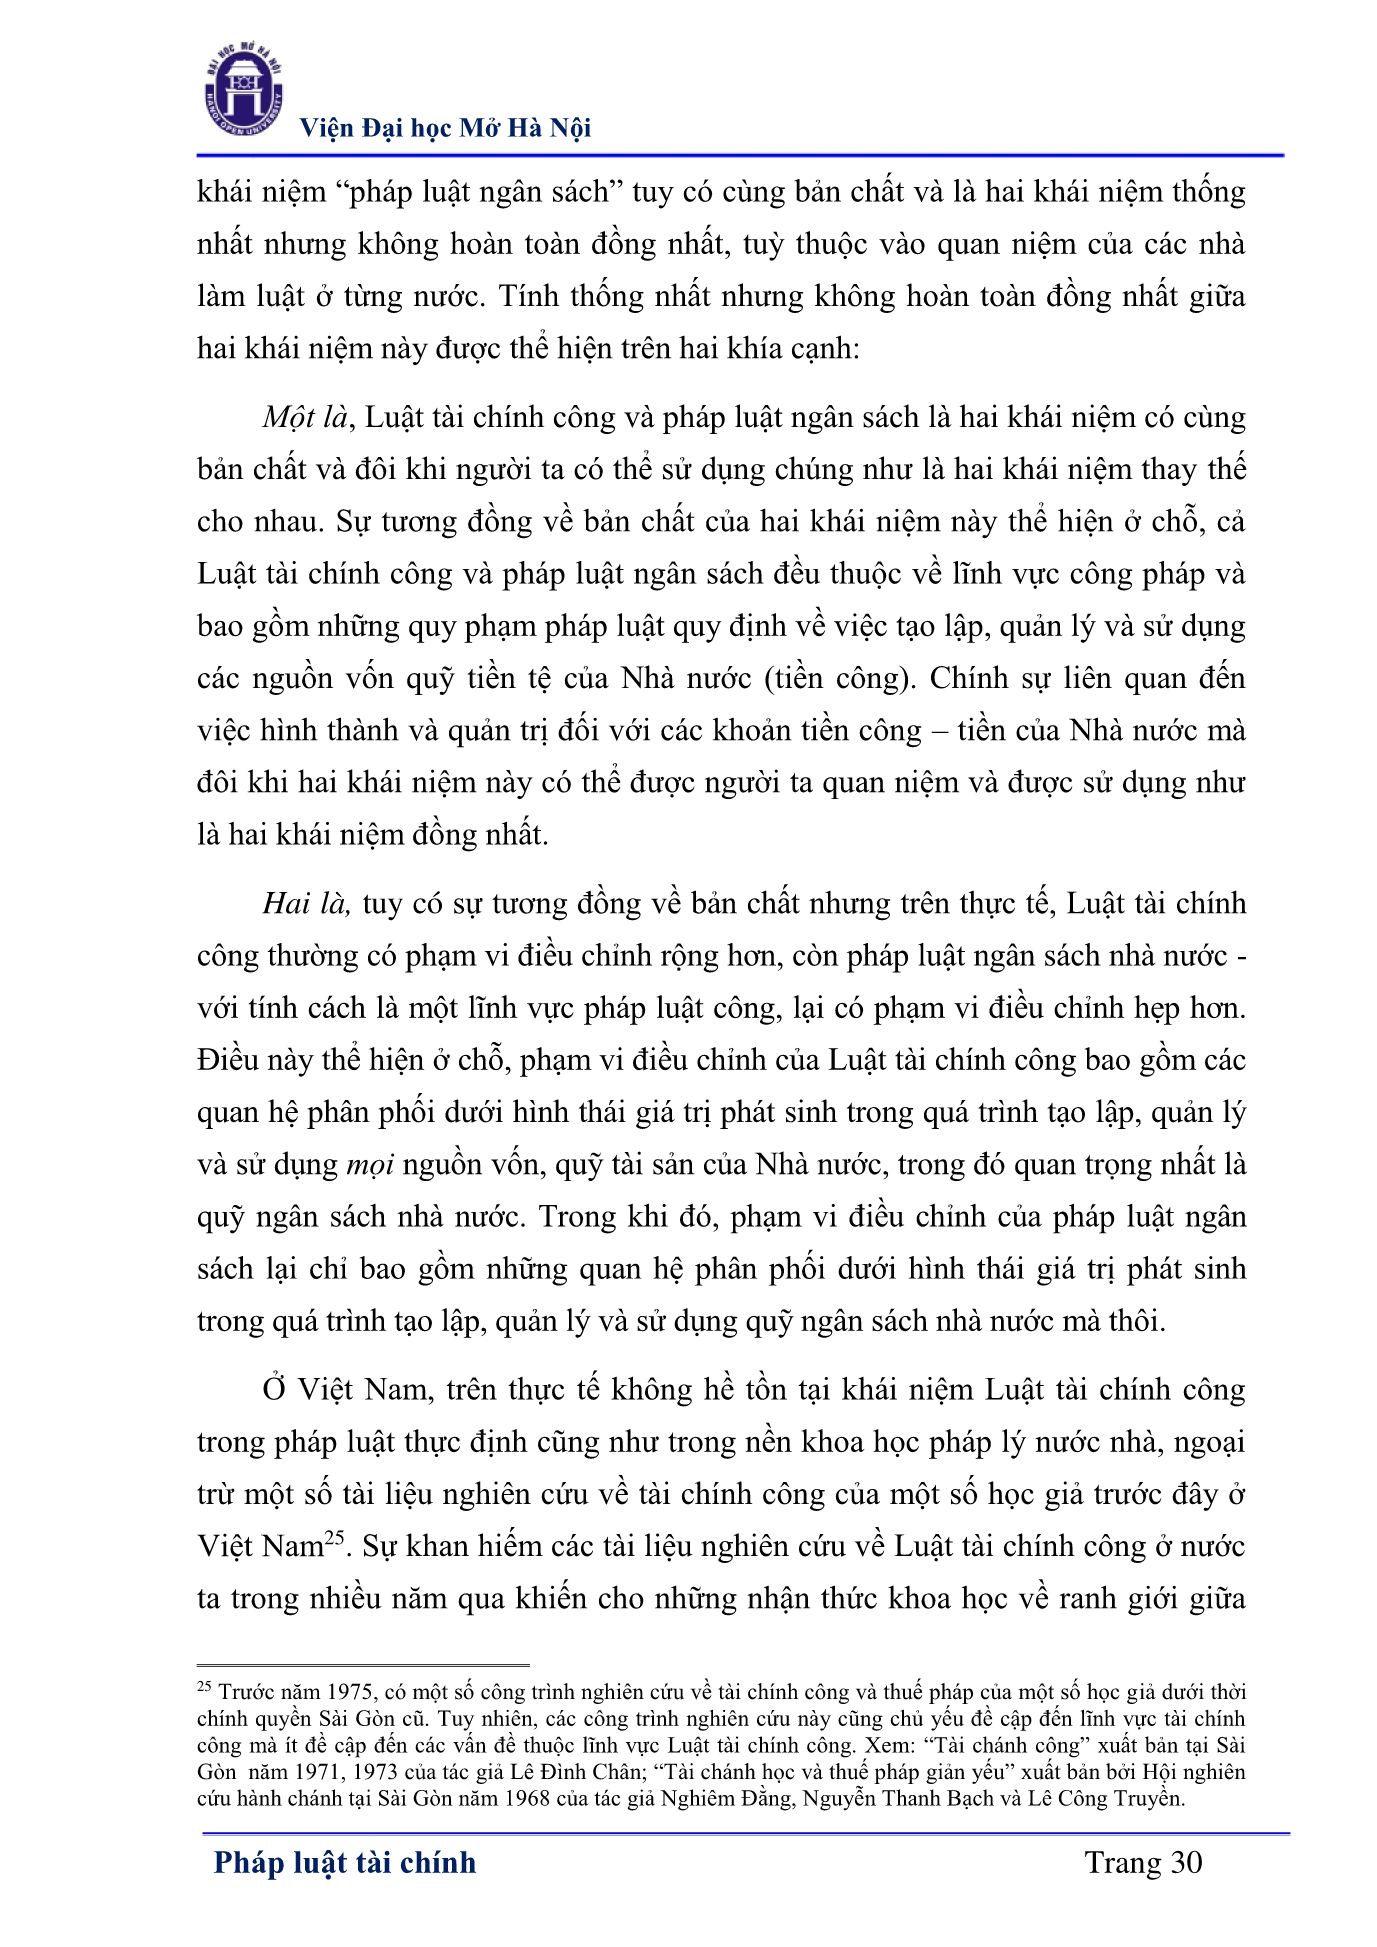 ĐẠI HỌC MỞ HÀ NỘI
HANOI OPEN UNIVERSITY
Viện Đại học Mở Hà Nội
khái niệm “pháp luật ngân sách” tuy có cùng bản chất và là hai khái niệm thống
nhất nhưng không hoàn toàn đồng nhất, tuỳ thuộc vào quan niệm của các nhà
làm luật ở từng nước. Tính thống nhất nhưng không hoàn toàn đồng nhất giữa
hai khái niệm này được thể hiện trên hai khía cạnh:
Một là, Luật tài chính công và pháp luật ngân sách là hai khái niệm có cùng
bản chất và đôi khi người ta có thể sử dụng chúng như là hai khái niệm thay thế
cho nhau. Sự tương đồng về bản chất của hai khái niệm này thể hiện ở chỗ, cả
Luật tài chính công và pháp luật ngân sách đều thuộc về lĩnh vực công pháp và
bao gồm những quy phạm pháp luật quy định về việc tạo lập, quản lý và sử dụng
các nguồn vốn quỹ tiền tệ của Nhà nước (tiền công). Chính sự liên quan đến
việc hình thành và quản trị đối với các khoản tiền công – tiền của Nhà nước mà
đôi khi hai khái niệm này có thể được người ta quan niệm và được sử dụng như
là hai khái niệm đồng nhất.
Hai là, tuy có sự tương đồng về bản chất nhưng trên thực tế, Luật tài chính
công thường có phạm vi điều chỉnh rộng hơn, còn pháp luật ngân sách nhà nước -
với tính cách là một lĩnh vực pháp luật công, lại có phạm vi điều chỉnh hẹp hơn.
Điều này thể hiện ở chỗ, phạm vi điều chỉnh của Luật tài chính công bao gồm các
quan hệ phân phối dưới hình thái giá trị phát sinh trong quá trình tạo lập, quản lý
và sử dụng mọi nguồn vốn, quỹ tài sản của Nhà nước, trong đó quan trọng nhất là
quỹ ngân sách nhà nước. Trong khi đó, phạm vi điều chỉnh của pháp luật ngân
sách lại chỉ bao gồm những quan hệ phân phối dưới hình thái giá trị phát sinh
trong quá trình tạo lập, quản lý và sử dụng quỹ ngân sách nhà nước mà thôi.
Ở Việt Nam, trên thực tế không hề tồn tại khái niệm Luật tài chính công
trong pháp luật thực định cũng như trong nền khoa học pháp lý nước nhà, ngoại
trừ một số tài liệu nghiên cứu về tài chính công của một số học giả trước đây ở
Việt Nam25. Sự khan hiếm các tài liệu nghiên cứu về Luật tài chính công ở nước
ta trong nhiều năm qua khiến cho những nhận thức khoa học về ranh giới giữa
25 Trước năm 1975, có một số công trình nghiên cứu về tài chính công và thuế pháp của một số học giả dưới thời
chính quyền Sài Gòn cũ. Tuy nhiên, các công trình nghiên cứu này cũng chủ yếu đề cập đến lĩnh vực tài chính
công mà ít đề cập đến các vấn đề thuộc lĩnh vực Luật tài chính công. Xem: “Tài chánh công” xuất bản tại Sài
Gòn năm 1971, 1973 của tác giả Lê Đình Chân; “Tài chánh học và thuế pháp giản yếu” xuất bản bởi Hội nghiên
cứu hành chánh tại Sài Gòn năm 1968 của tác giả Nghiêm Đằng, Nguyễn Thanh Bạch và Lê Công Truyền.
Pháp luật tài chính Trang 30